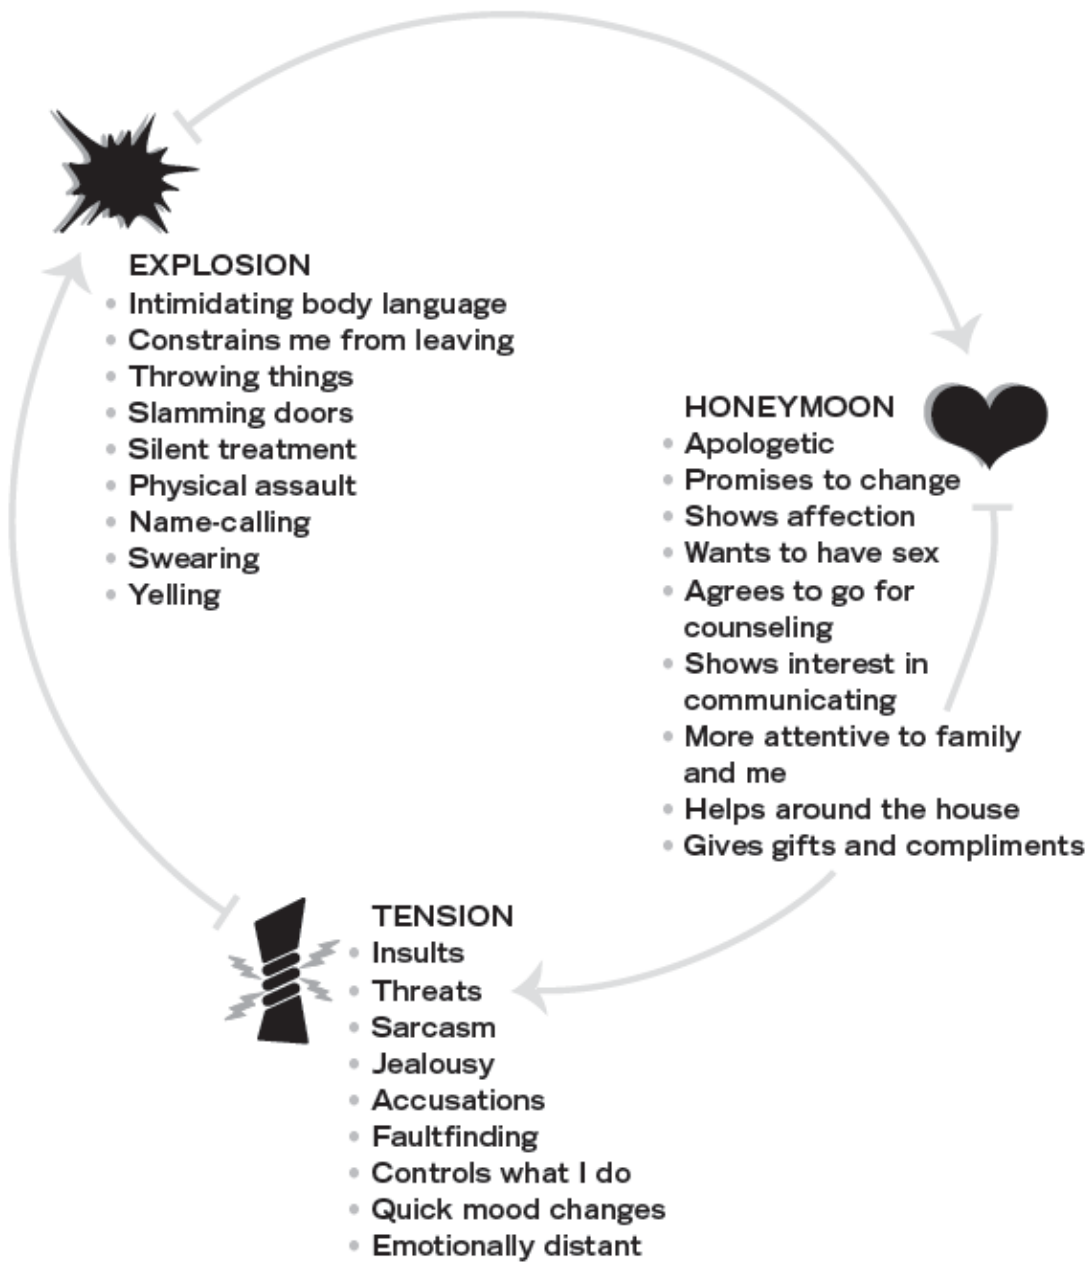 EXPLOSION
• Intimidating body language
• Constrains me from leaving
• Throwing things
• Slamming doors
• Silent treatment
• Physical assault
• Name-calling
• Swearing
• Yelling
HONEYMOON
• Apologetic
• Promises to change
• Shows affection
• Wants to have sex
• Agrees to go for
counseling
• Shows interest in
communicating
• More attentive to family
and me
• Helps around the house
• Gives gifts and compliments
TENSION
• Insults
• Threats
• Sarcasm
• Jealousy
• Accusations
• Faultfinding
• Controls what I do
• Quick mood changes
• Emotionally distant